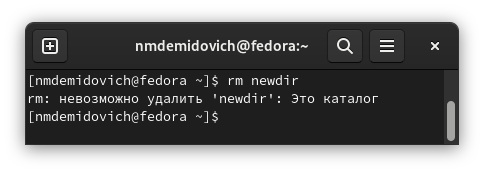 nmdemidovich@fedora:~
[nmdemidovich@fedora ~]$ rm newdir
rm: невозможно удалить 'newdir': Это каталог
[nmdemidovich@fedora ~]$